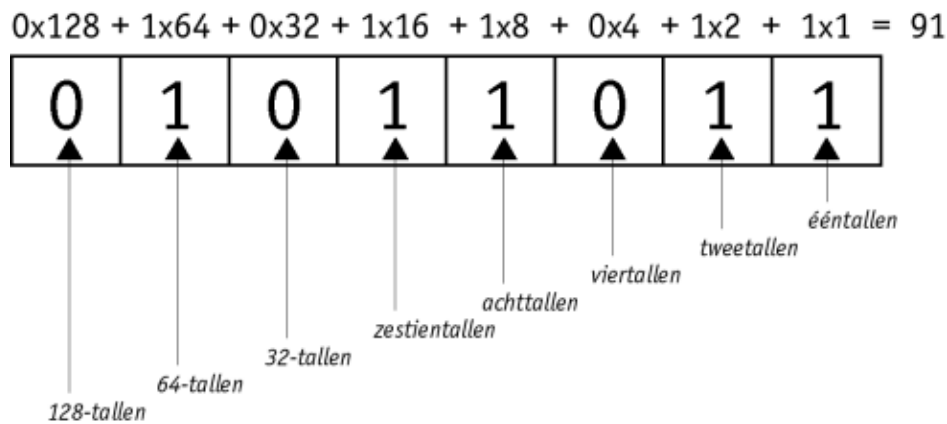 0x128 + 1x64 + 0x32 + 1x16 + 1x8 + 0x4 + 1x2 + 1x1 = 91
0 1 0 1 1 0 1 1
ééntallen
tweetallen
viertallen
achttallen
zestientallen
32-tallen
64-tallen
128-tallen